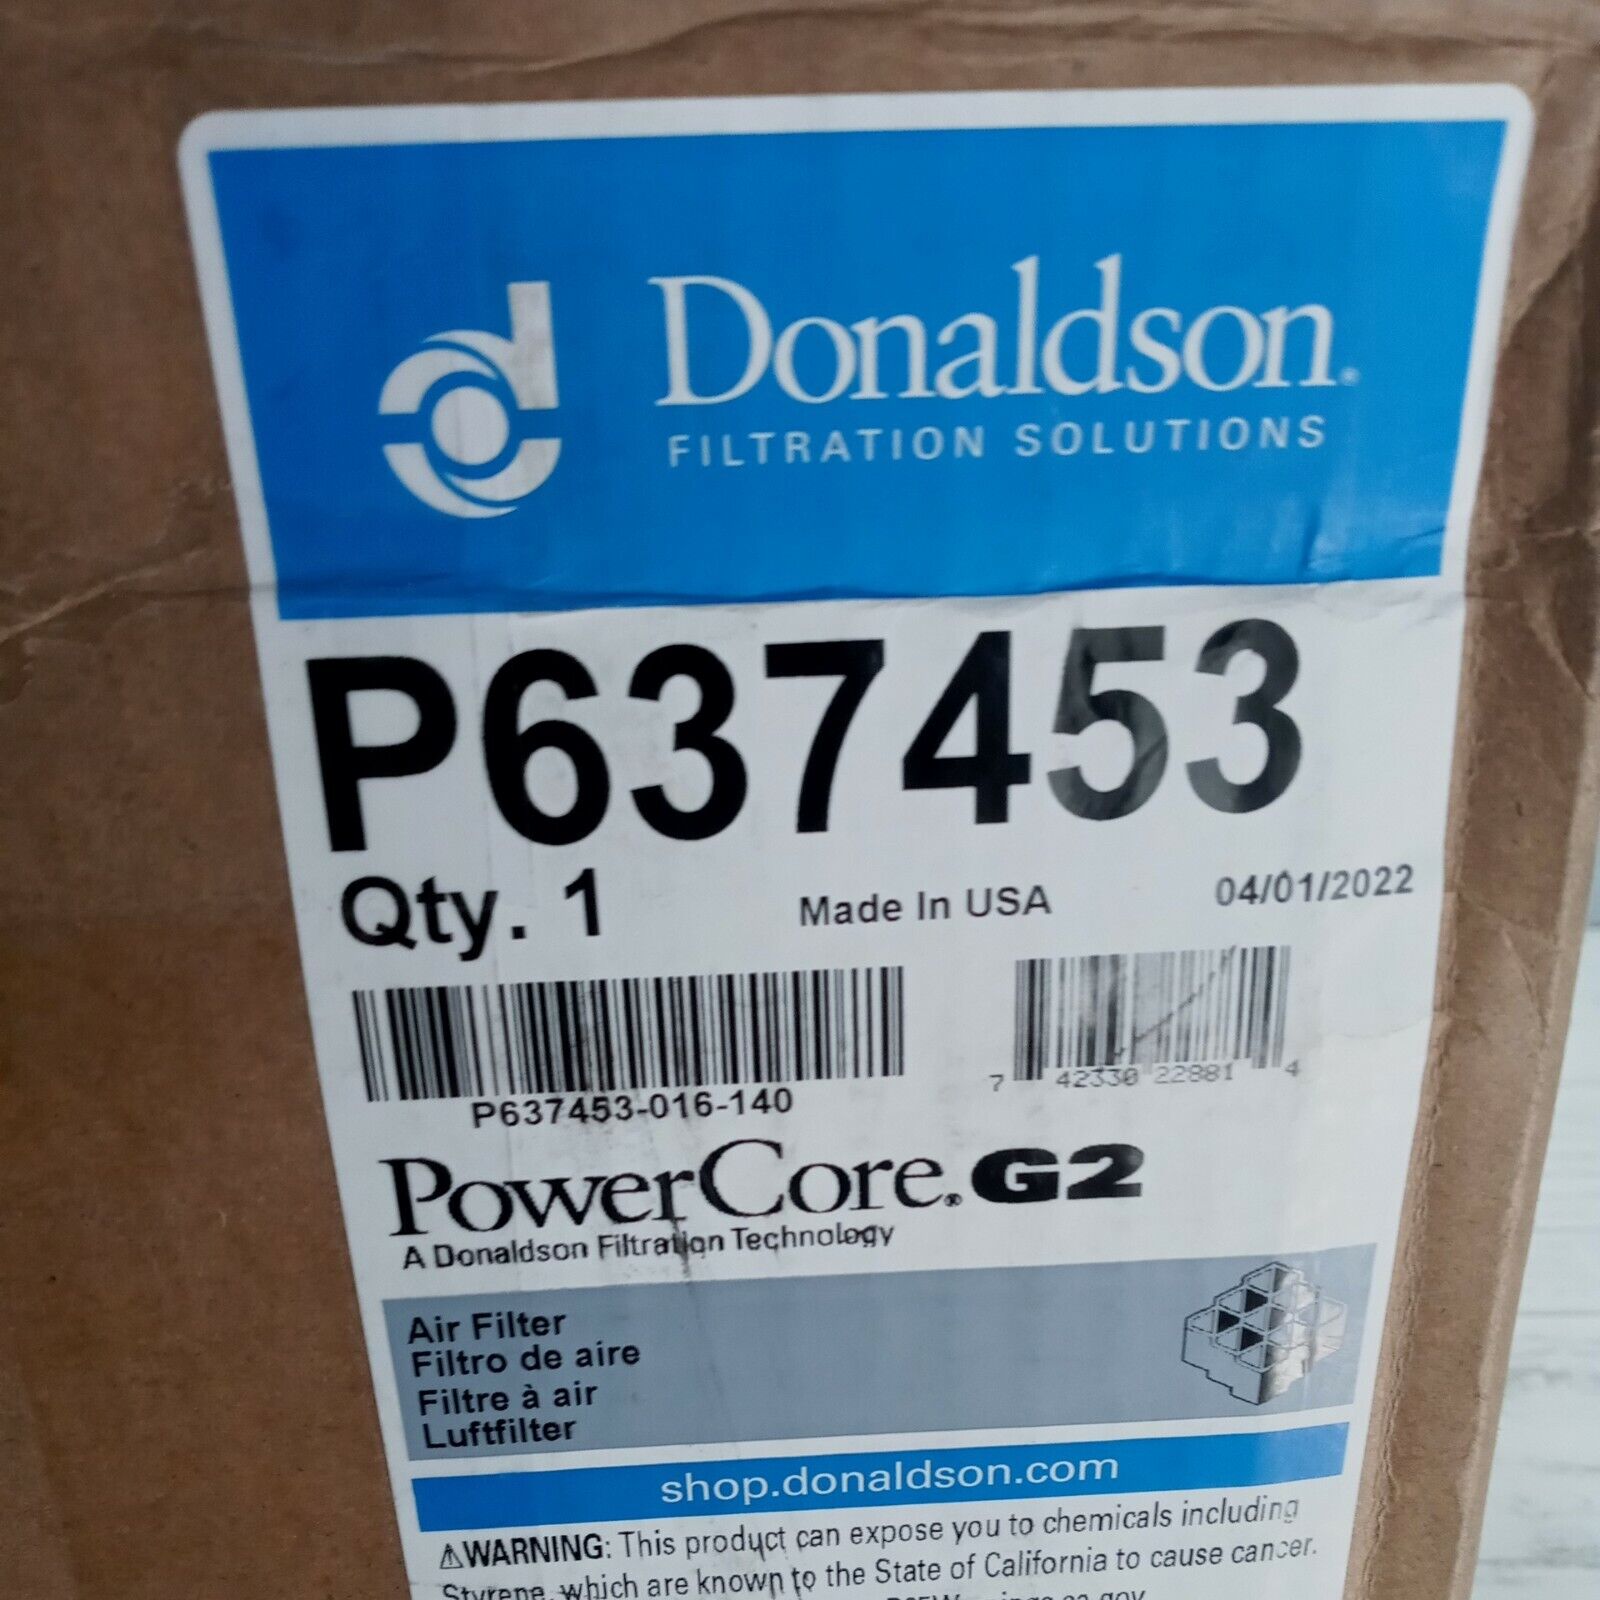 Donaldson®
FILTRATION SOLUTIONS
P637453
Qty. 1 Made In USA 04/01/2022
P637453-016-140
7 42330 22881 4
PowerCore® G2
A Donaldson Filtration Technology
Air Filter
Filtro de aire
Filtre à air
Luftfilter
shop.donaldson.com
⚠WARNING: This product can expose you to chemicals including
Styrene, which are known to the State of California to cause cancer.